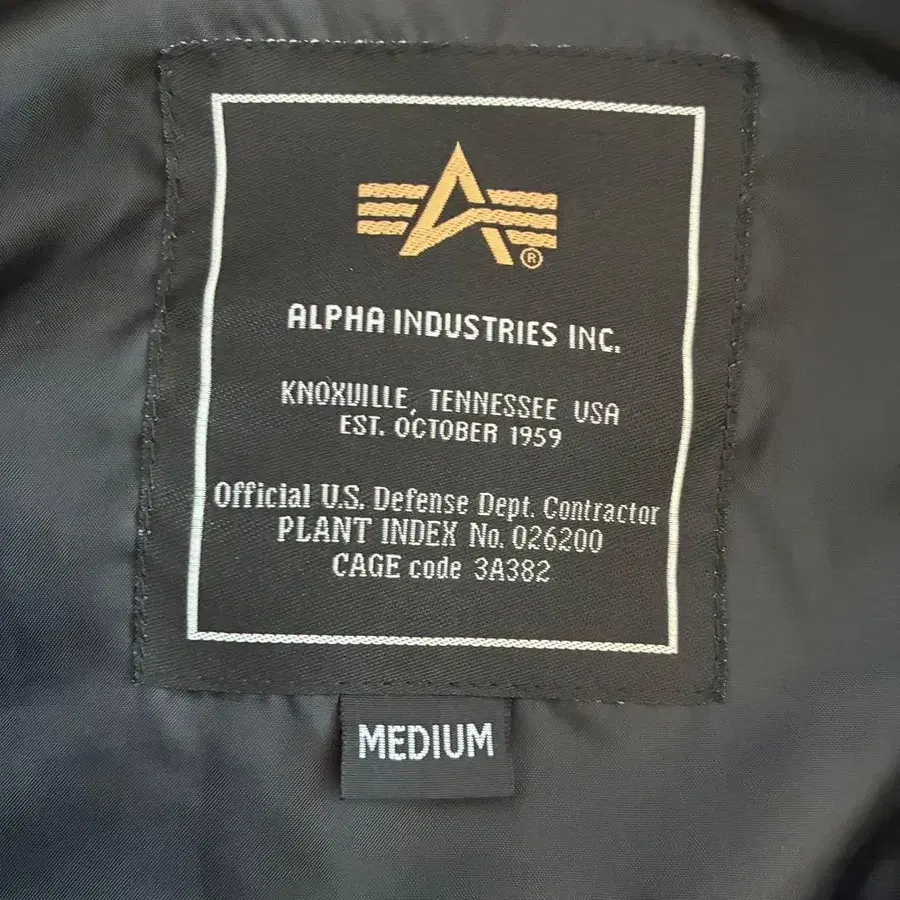 ®
ALPHA INDUSTRIES INC.
KNOXVILLE, TENNESSEE USA
EST. OCTOBER 1959
Official U.S. Defense Dept. Contractor
PLANT INDEX No. 026200
CAGE code 3A382
MEDIUM